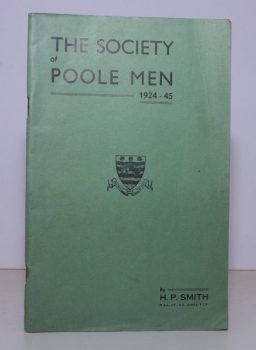 THE SOCIETY
of
POOLE MEN
1924-45
By
H. P. SMITH